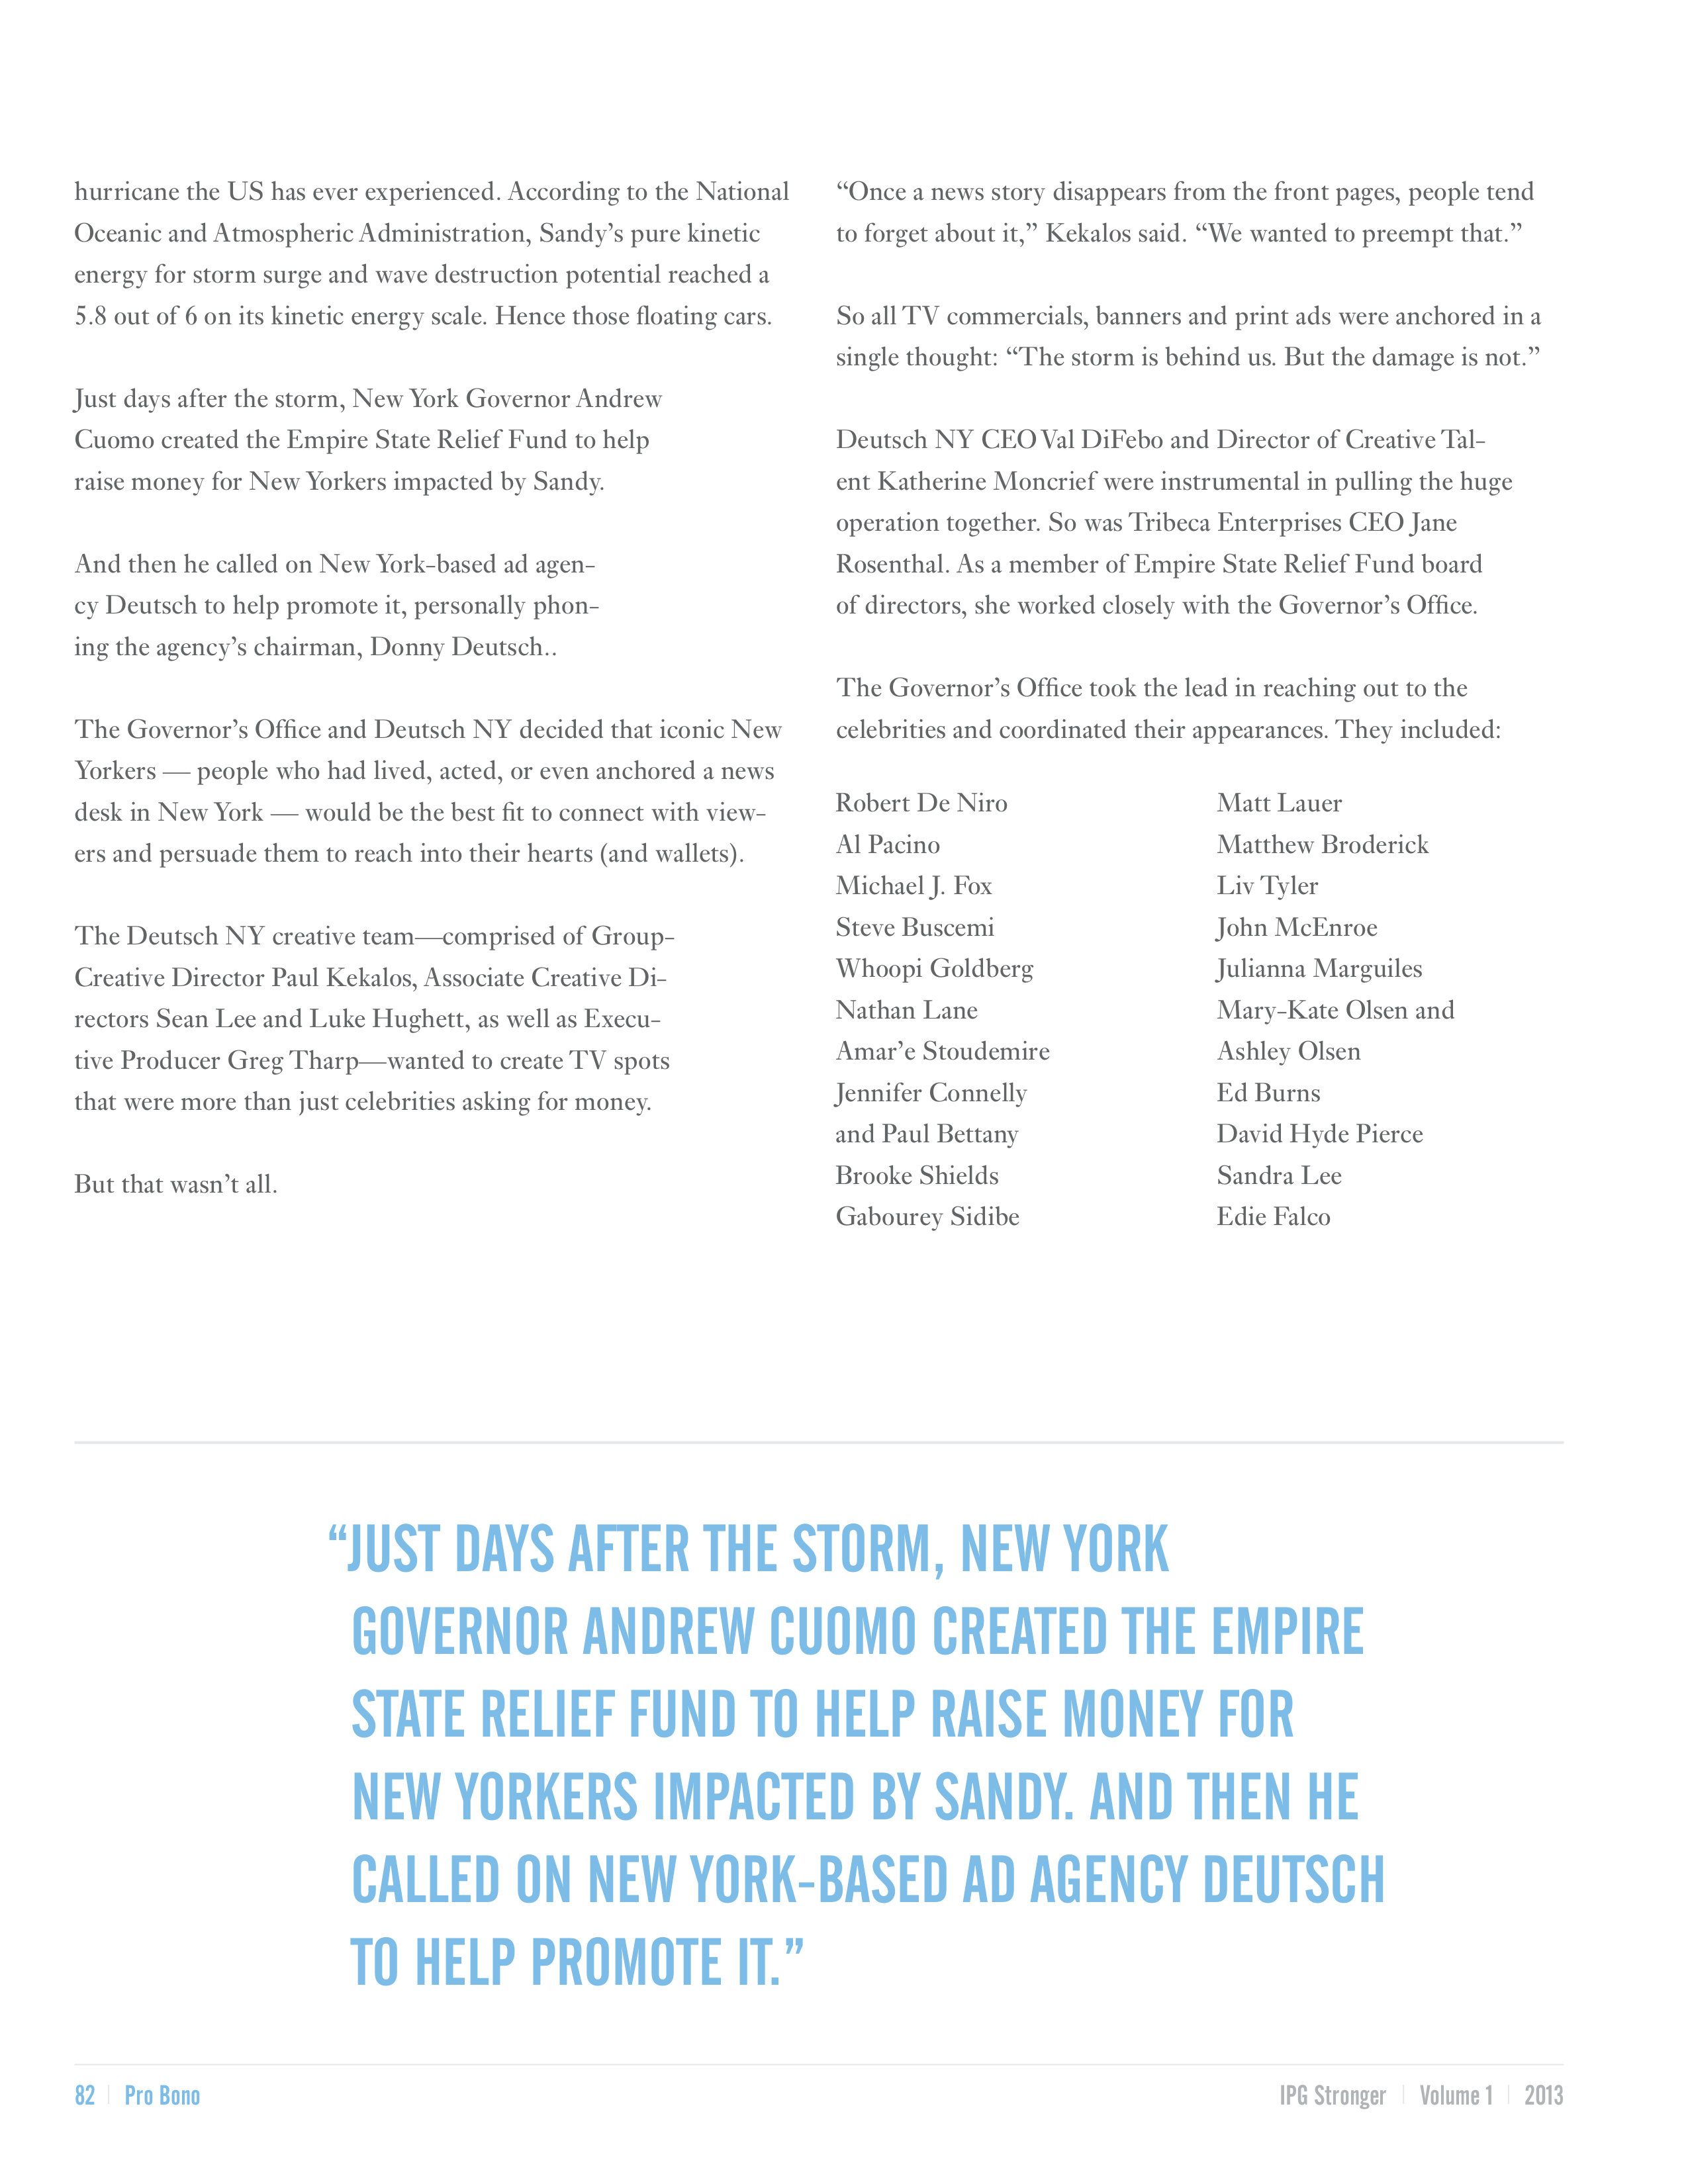 hurricane the US has ever experienced. According to the National
Oceanic and Atmospheric Administration, Sandy’s pure kinetic
energy for storm surge and wave destruction potential reached a
5.8 out of 6 on its kinetic energy scale. Hence those floating cars.
Just days after the storm, New York Governor Andrew
Cuomo created the Empire State Relief Fund to help
raise money for New Yorkers impacted by Sandy.
And then he called on New York-based ad agen-
cy Deutsch to help promote it, personally phon-
ing the agency’s chairman, Donny Deutsch..
The Governor’s Office and Deutsch NY decided that iconic New
Yorkers — people who had lived, acted, or even anchored a news
desk in New York — would be the best fit to connect with view-
ers and persuade them to reach into their hearts (and wallets).
The Deutsch NY creative team—comprised of Group-
Creative Director Paul Kekalos, Associate Creative Di-
rectors Sean Lee and Luke Hughett, as well as Execu-
tive Producer Greg Tharp—wanted to create TV spots
that were more than just celebrities asking for money.
But that wasn’t all.
“Once a news story disappears from the front pages, people tend
to forget about it,” Kekalos said. “We wanted to preempt that.”
So all TV commercials, banners and print ads were anchored in a
single thought: “The storm is behind us. But the damage is not.”
Deutsch NY CEO Val DiFebo and Director of Creative Tal-
ent Katherine Moncrief were instrumental in pulling the huge
operation together. So was Tribeca Enterprises CEO Jane
Rosenthal. As a member of Empire State Relief Fund board
of directors, she worked closely with the Governor’s Office.
The Governor’s Office took the lead in reaching out to the
celebrities and coordinated their appearances. They included:
Robert De Niro
Al Pacino
Michael J. Fox
Steve Buscemi
Whoopi Goldberg
Nathan Lane
Amar’e Stoudemire
Jennifer Connelly
and Paul Bettany
Brooke Shields
Gabourey Sidibe
Matt Lauer
Matthew Broderick
Liv Tyler
John McEnroe
Julianna Marguiles
Mary-Kate Olsen and
Ashley Olsen
Ed Burns
David Hyde Pierce
Sandra Lee
Edie Falco
“JUST DAYS AFTER THE STORM, NEW YORK
GOVERNOR ANDREW CUOMO CREATED THE EMPIRE
STATE RELIEF FUND TO HELP RAISE MONEY FOR
NEW YORKERS IMPACTED BY SANDY. AND THEN HE
CALLED ON NEW YORK-BASED AD AGENCY DEUTSCH
TO HELP PROMOTE IT.”
82 | Pro Bono
IPG Stronger | Volume 1 | 2013